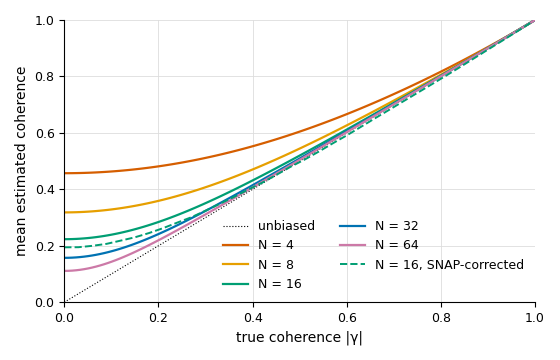 1.0
0.8
0.6
0.4
0.2
0.0
mean estimated coherence
unbiased
N = 4
N = 8
N = 16
N = 32
N = 64
N = 16, SNAP-corrected
0.0 0.2 0.4 0.6 0.8 1.0
true coherence |γ|